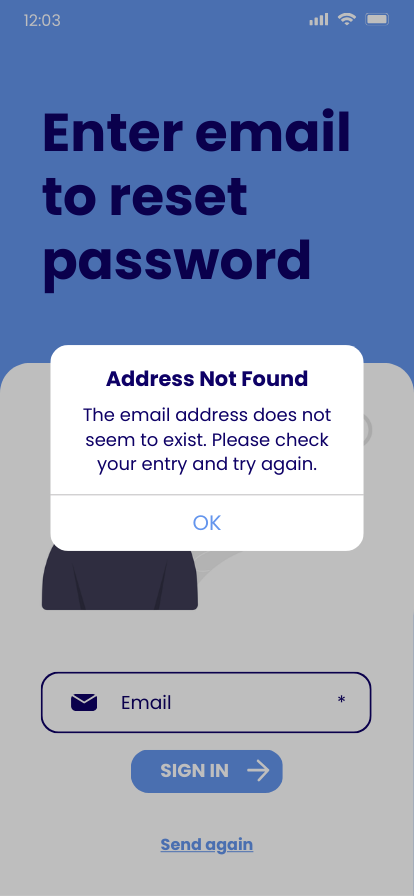 12:03
Enter email
to reset
password
Address Not Found
The email address does not
seem to exist. Please check
your entry and try again.
OK
Email *
SIGN IN
Send again